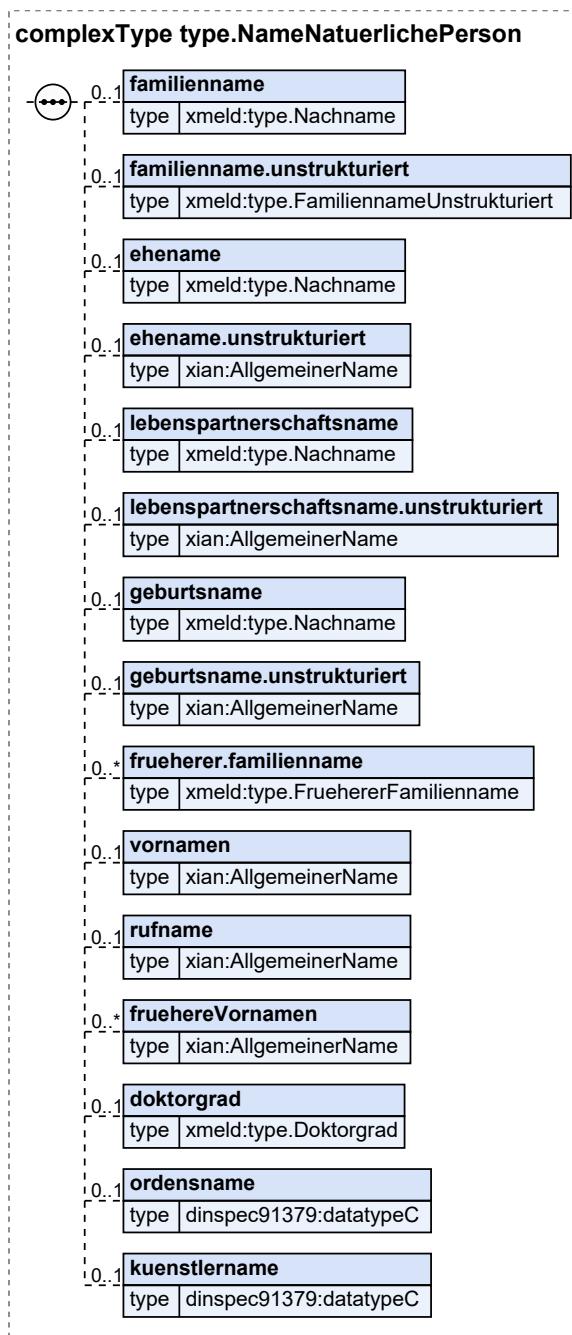 complexType type.NameNatuerlichePerson
0..1 familienname
type xmeld:type.Nachname
0..1 familienname.unstrukturiert
type xmeld:type.FamiliennameUnstrukturiert
0..1 ehename
type xmeld:type.Nachname
0..1 ehename.unstrukturiert
type xian:AllgemeinerName
0..1 lebenspartnerschaftsname
type xmeld:type.Nachname
0..1 lebenspartnerschaftsname.unstrukturiert
type xian:AllgemeinerName
0..1 geburtsname
type xmeld:type.Nachname
0..1 geburtsname.unstrukturiert
type xian:AllgemeinerName
0..* frueherer.familienname
type xmeld:type.FruehererFamilienname
0..1 vornamen
type xian:AllgemeinerName
0..1 rufname
type xian:AllgemeinerName
0..* fruehereVornamen
type xian:AllgemeinerName
0..1 doktorgrad
type xmeld:type.Doktorgrad
0..1 ordensname
type dinspec91379:datatypeC
0..1 kuenstlername
type dinspec91379:datatypeC